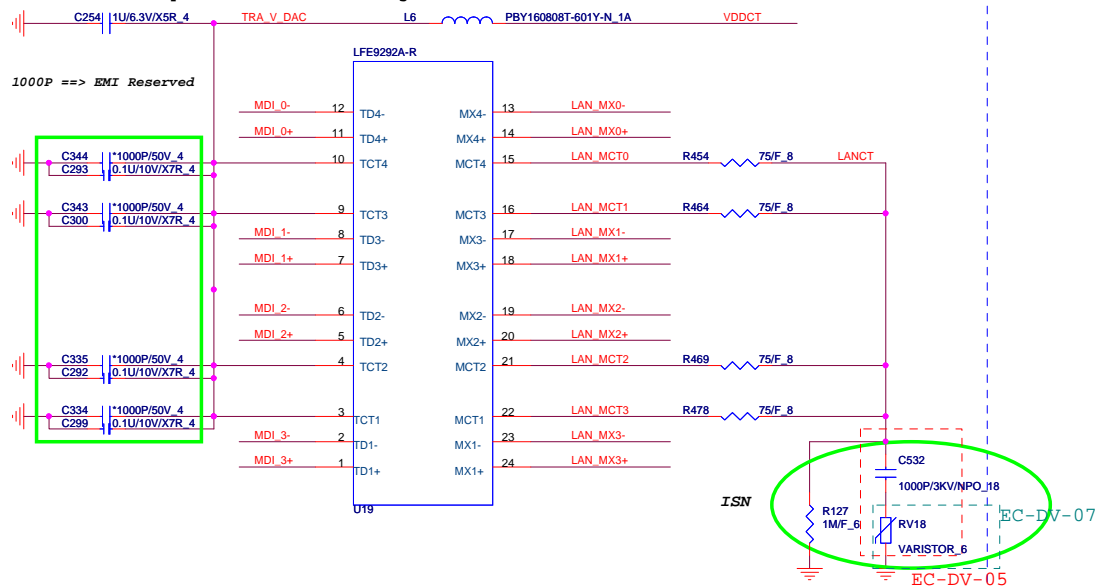 C254 1U/6.3V/X5R_4 TRA_V_DAC L6 PBY160808T-601Y-N_1A VDDCT
LFE9292A-R
1000P ==> EMI Reserved
MDI_0- 12 TD4- MX4- 13 LAN_MX0-
MDI_0+ 11 TD4+ MX4+ 14 LAN_MX0+
C344 *1000P/50V_4 10 TCT4 MCT4 15 LAN_MCT0 R454 75/F_8 LANCT
C293 0.1U/10V/X7R_4
C343 *1000P/50V_4 9 TCT3 MCT3 16 LAN_MCT1 R464 75/F_8
C300 0.1U/10V/X7R_4
MDI_1- 8 TD3- MX3- 17 LAN_MX1-
MDI_1+ 7 TD3+ MX3+ 18 LAN_MX1+
MDI_2- 6 TD2- MX2- 19 LAN_MX2-
MDI_2+ 5 TD2+ MX2+ 20 LAN_MX2+
C335 *1000P/50V_4 4 TCT2 MCT2 21 LAN_MCT2 R469 75/F_8
C292 0.1U/10V/X7R_4
C334 *1000P/50V_4 3 TCT1 MCT1 22 LAN_MCT3 R478 75/F_8
C299 0.1U/10V/X7R_4
MDI_3- 2 TD1- MX1- 23 LAN_MX3-
MDI_3+ 1 TD1+ MX1+ 24 LAN_MX3+
C532
1000P/3KV/NPO_18
ISN
U19
R127
1M/F_6
RV18
VARISTOR_6
EC-DV-07
EC-DV-05